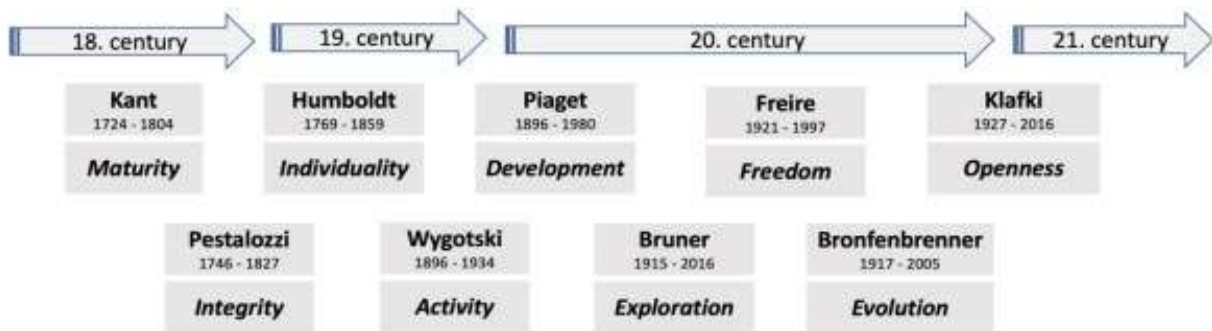 18. century
19. century
20. century
21. century
Kant
1724 - 1804
Maturity
Humboldt
1769 - 1859
Individuality
Piaget
1896 - 1980
Development
Freire
1921 - 1997
Freedom
Klafki
1927 - 2016
Openness
Pestalozzi
1746 - 1827
Integrity
Wygotski
1896 - 1934
Activity
Bruner
1915 - 2016
Exploration
Bronfenbrenner
1917 - 2005
Evolution